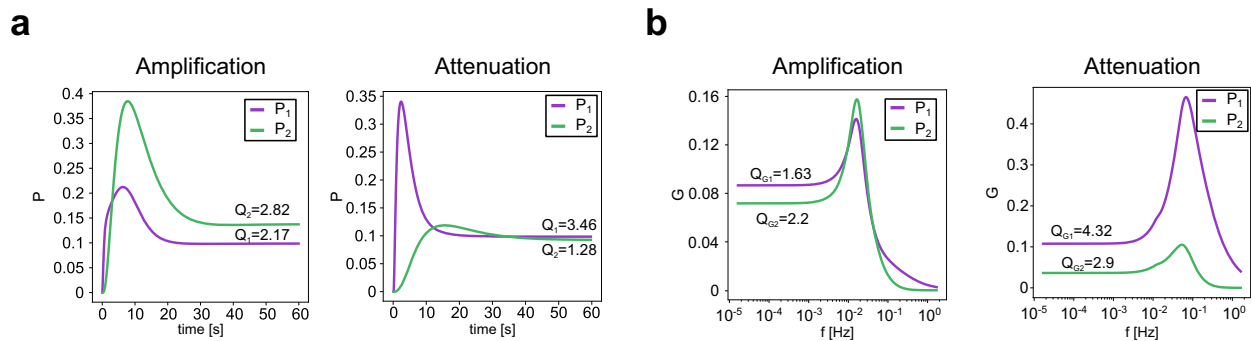 a
Amplification
P
0.4
0.35
0.3
0.25
0.2
0.15
0.1
0.05
0
P1
P2
Q2=2.82
Q1=2.17
0 10 20 30 40 50 60
time [s]
Attenuation
P
0.35
0.3
0.25
0.2
0.15
0.1
0.05
0
P1
P2
Q1=3.46
Q2=1.28
0 10 20 30 40 50 60
time [s]
b
Amplification
G
0.16
0.12
0.08
0.04
0
P1
P2
QG1=1.63
QG2=2.2
10-5 10-4 10-3 10-2 10-1 100
f [Hz]
Attenuation
G
0.4
0.3
0.2
0.1
0
P1
P2
QG1=4.32
QG2=2.9
10-5 10-4 10-3 10-2 10-1 100
f [Hz]